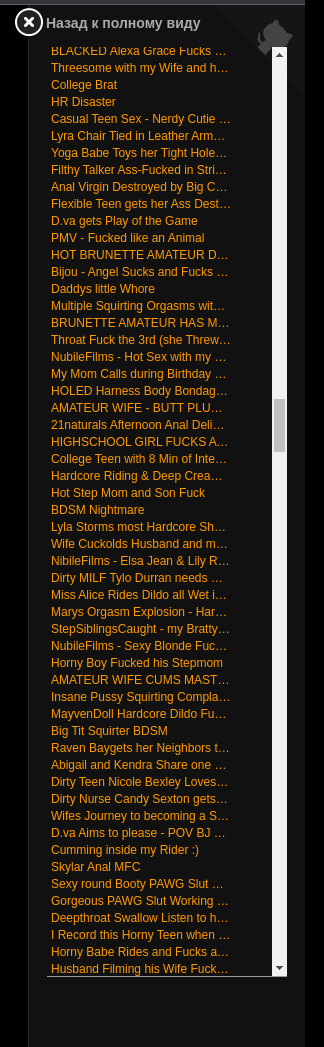 Назад к полному виду
BLACKED Alexa Grace Fucks …
Threesome with my Wife and h…
College Brat
HR Disaster
Casual Teen Sex - Nerdy Cutie …
Lyra Chair Tied in Leather Arm…
Yoga Babe Toys her Tight Hole…
Filthy Talker Ass-Fucked in Stri…
Anal Virgin Destroyed by Big C…
Flexible Teen gets her Ass Dest…
D.va gets Play of the Game
PMV - Fucked like an Animal
HOT BRUNETTE AMATEUR D…
Bijou - Angel Sucks and Fucks …
Daddys little Whore
Multiple Squirting Orgasms wit…
BRUNETTE AMATEUR HAS M…
Throat Fuck the 3rd (she Threw…
NubileFilms - Hot Sex with my …
My Mom Calls during Birthday …
HOLED Harness Body Bondag…
AMATEUR WIFE - BUTT PLU…
21naturals Afternoon Anal Deli…
[line omitted: sexualized reference to a possible minor]
College Teen with 8 Min of Inte…
Hardcore Riding & Deep Crea…
Hot Step Mom and Son Fuck
BDSM Nightmare
Lyla Storms most Hardcore Sh…
Wife Cuckolds Husband and m…
NibileFilms - Elsa Jean & Lily R…
Dirty MILF Tylo Durran needs …
Miss Alice Rides Dildo all Wet i…
Marys Orgasm Explosion - Har…
StepSiblingsCaught - my Bratty…
NubileFilms - Sexy Blonde Fuc…
Horny Boy Fucked his Stepmom
AMATEUR WIFE CUMS MAST…
Insane Pussy Squirting Compla…
MayvenDoll Hardcore Dildo Fu…
Big Tit Squirter BDSM
Raven Baygets her Neighbors t…
Abigail and Kendra Share one …
Dirty Teen Nicole Bexley Loves…
Dirty Nurse Candy Sexton gets…
Wifes Journey to becoming a S…
D.va Aims to please - POV BJ …
Cumming inside my Rider :)
Skylar Anal MFC
Sexy round Booty PAWG Slut …
Gorgeous PAWG Slut Working …
Deepthroat Swallow Listen to h…
I Record this Horny Teen when …
Horny Babe Rides and Fucks a…
Husband Filming his Wife Fuck…